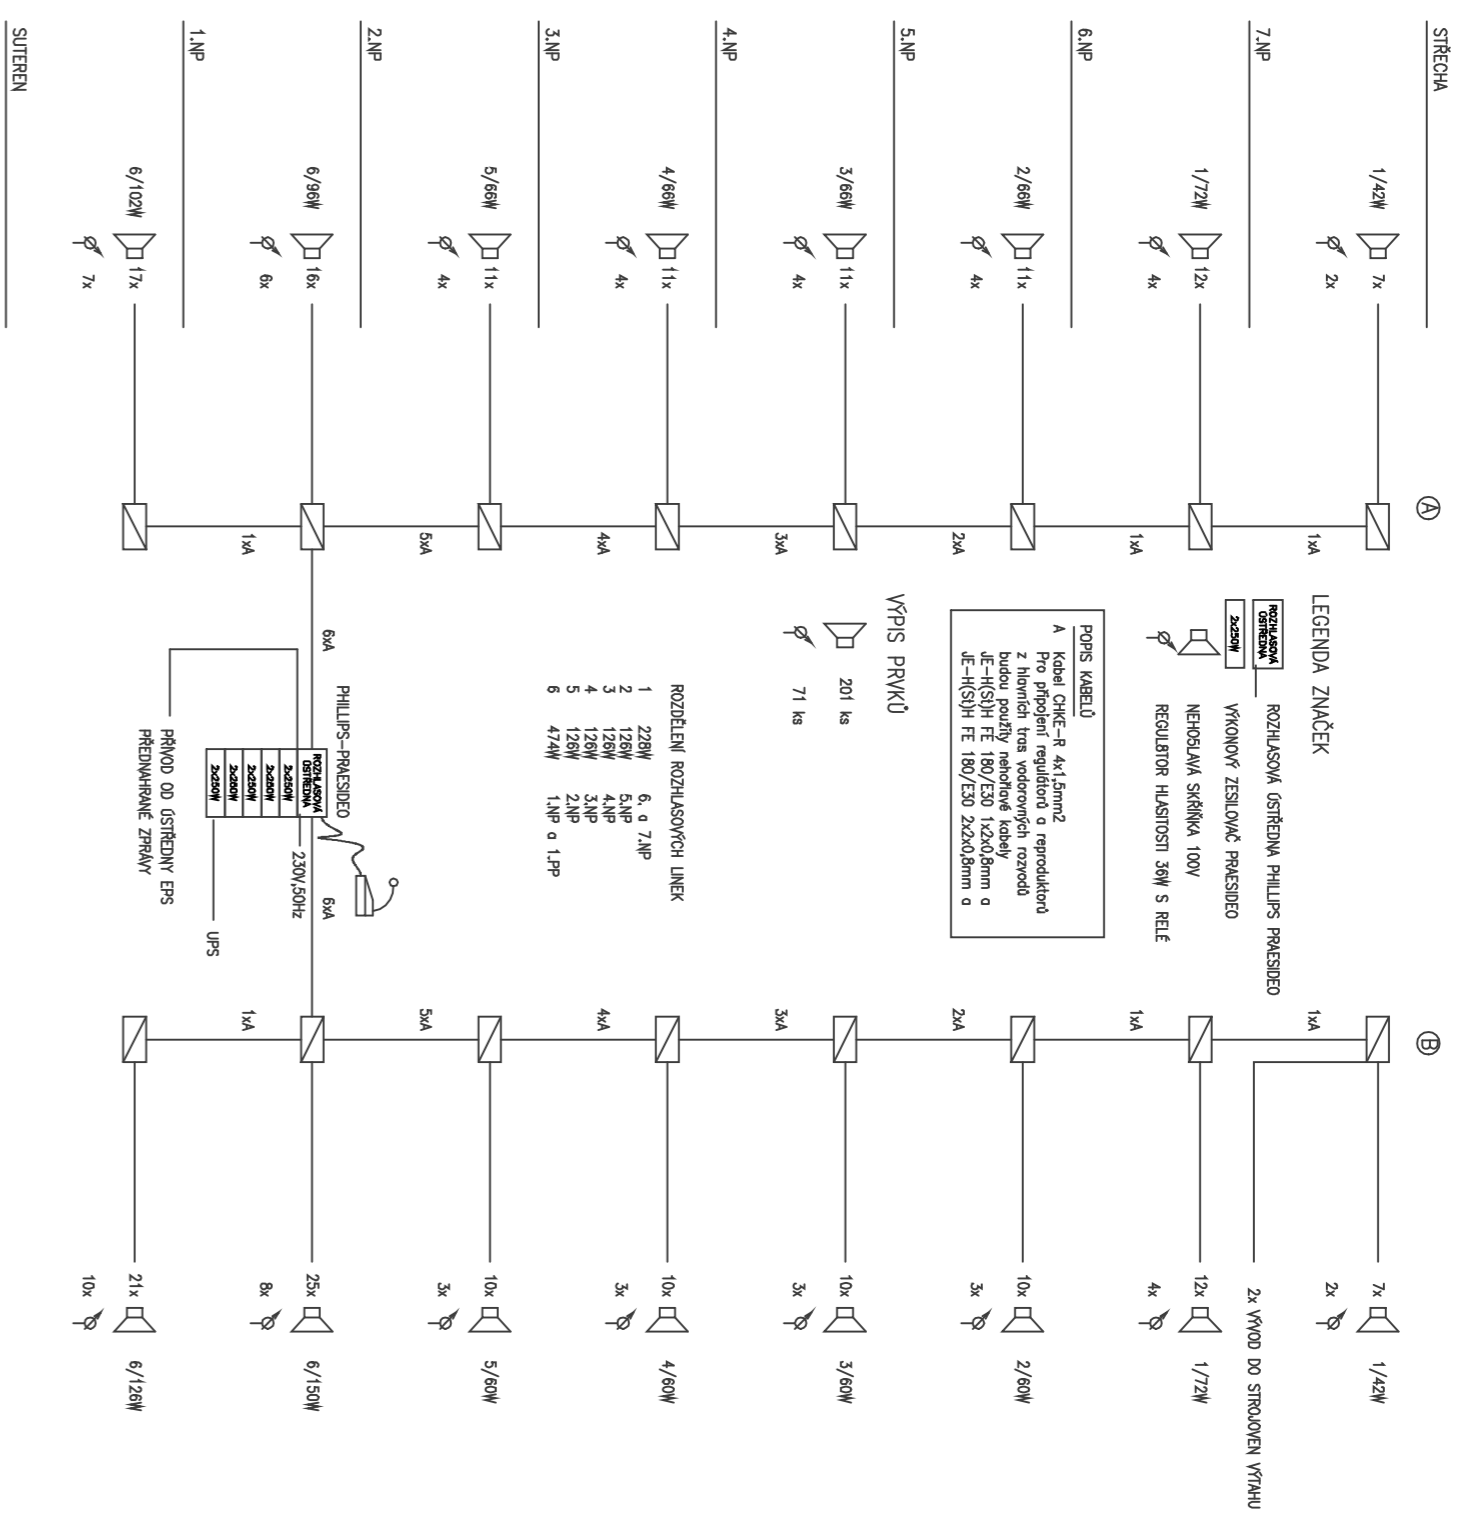 STŘECHA
7.NP
6.NP
5.NP
4.NP
3.NP
2.NP
1.NP
SUTEREN
A
B
1/42W
7x
2x
1/72W
12x
4x
2/66W
11x
4x
3/66W
11x
4x
4/66W
11x
4x
5/66W
11x
4x
6/96W
16x
6x
6/102W
17x
7x
1xA
1xA
2xA
3xA
4xA
5xA
1xA
6xA
LEGENDA ZNAČEK
ROZHLASOVÁ
ÚSTŘEDNA
ROZHLASOVÁ ÚSTŘEDNA PHILLIPS PRAESIDEO
2x250W
VÝKONOVÝ ZESILOVAČ PRAESIDEO
NEHOSLAVÁ SKŘÍŇKA 100V
REGUL8TOR HLASITOSTI 36W S RELÉ
POPIS KABELŮ
A Kabel CHKE-R 4x1,5mm2
Pro připojení regulátorů a reproduktorů
z hlavních tras vodorovných rozvodů
budou použity nehořlavé kabely
JE-H(St)H FE 180/E30 1x2x0,8mm a
JE-H(St)H FE 180/E30 2x2x0,8mm a
VÝPIS PRVKŮ
201 ks
71 ks
ROZDĚLENÍ ROZHLASOVÝCH LINEK
1 228W 6. a 7.NP
2 126W 5.NP
3 126W 4.NP
4 126W 3.NP
5 126W 2.NP
6 474W 1.NP a 1.PP
PHILLIPS-PRAESIDEO
ROZHLASOVÁ
ÚSTŘEDNA
2x250W
2x250W
2x250W
2x250W
2x250W
230V,50Hz
UPS
PŘÍVOD OD ÚSTŘEDNY EPS
PŘEDNAHRANÉ ZPRÁVY
6xA
1xA
1xA
2xA
3xA
4xA
5xA
1xA
7x
2x
1/42W
2x VÝVOD DO STROJOVEN VÝTAHU
12x
4x
1/72W
10x
3x
2/60W
10x
3x
3/60W
10x
3x
4/60W
10x
3x
5/60W
25x
8x
6/150W
21x
10x
6/126W